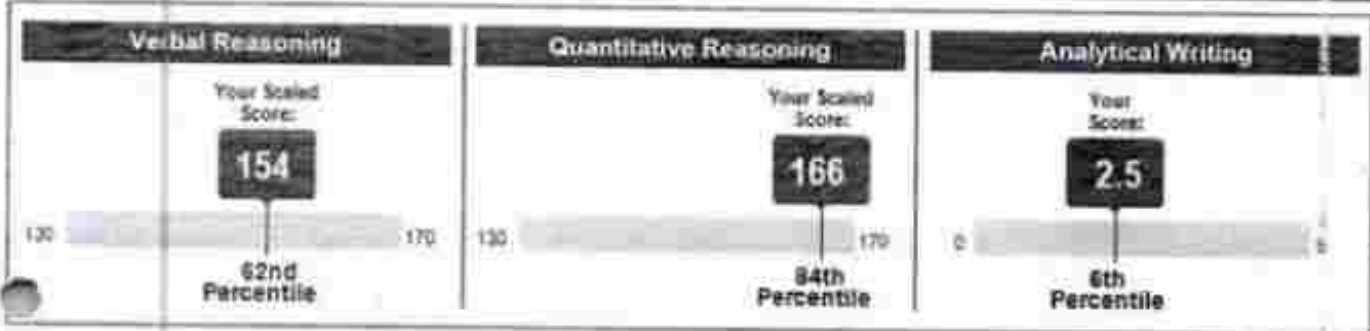 Verbal Reasoning
Your Scaled
Score:
154
130
170
62nd
Percentile
Quantitative Reasoning
Your Scaled
Score:
166
130
170
84th
Percentile
Analytical Writing
Your
Score:
2.5
0
6th
Percentile